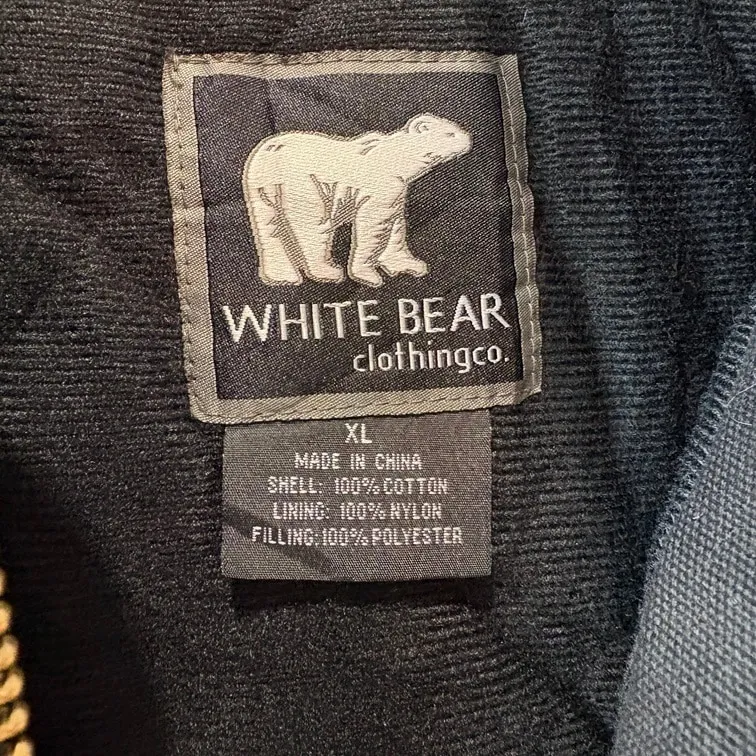 WHITE BEAR
clothingco.
XL
MADE IN CHINA
SHELL: 100% COTTON
LINING: 100% NYLON
FILLING:100% POLYESTER